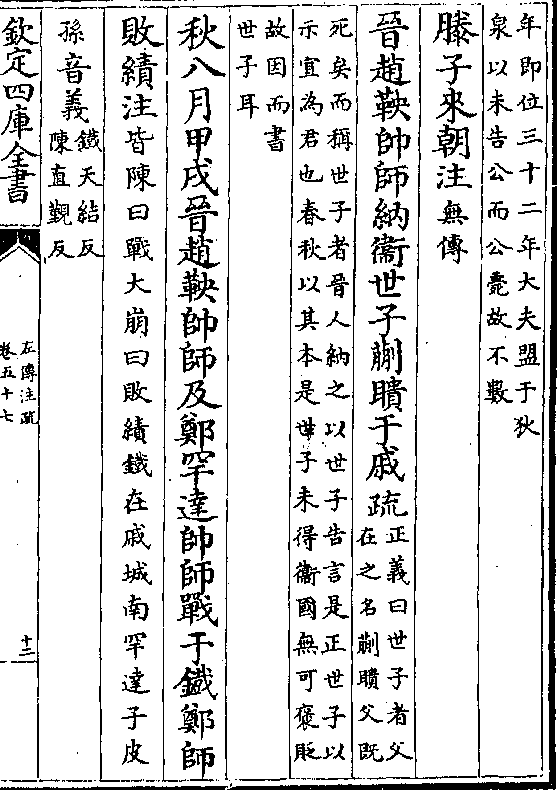 年即位三十二年大夫盟于狄
泉以未告公而公薨故不數
滕子來朝注無傳
晉趙鞅帥師納衞世子蒯聵于戚疏正義曰世子者父
在之名蒯聵父既
死矣而稱世子者晉人納之以世子告言是正世子以
示宜為君也春秋以其本是世子未得衞國無可褒貶
故因而書
世子耳
秋八月甲戌晉趙鞅帥師及鄭罕達帥師戰于鐵鄭師
敗績注皆陳曰戰大崩曰敗績鐵在戚城南罕達子皮
孫音義鐵天結反
陳直覲反
欽定四庫全書
左傳注疏
卷五十七
十三